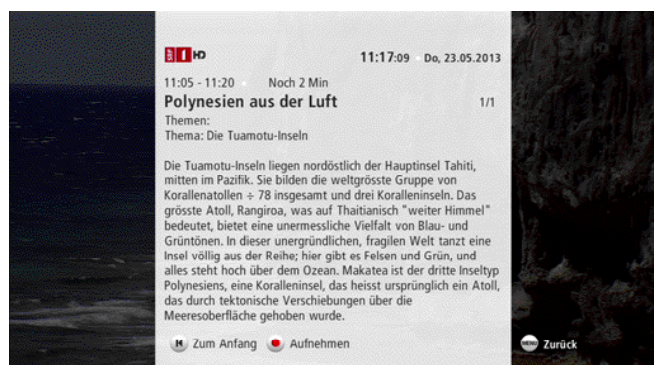 SRF 1 HD
11:17:09 Do, 23.05.2013
11:05 - 11:20 Noch 2 Min
Polynesien aus der Luft 1/1
Themen:
Thema: Die Tuamotu-Inseln
Die Tuamotu-Inseln liegen nordöstlich der Hauptinsel Tahiti,
mitten im Pazifik. Sie bilden die weltgrösste Gruppe von
Korallenatollen ÷ 78 insgesamt und drei Koralleninseln. Das
grösste Atoll, Rangiroa, was auf Thaitianisch "weiter Himmel"
bedeutet, bietet eine unermessliche Vielfalt von Blau- und
Grüntönen. In dieser unergründlichen, fragilen Welt tanzt eine
Insel völlig aus der Reihe; hier gibt es Felsen und Grün, und
alles steht hoch über dem Ozean. Makatea ist der dritte Inseltyp
Polynesiens, eine Koralleninsel, das heisst ursprünglich ein Atoll,
das durch tektonische Verschiebungen über die
Meeresoberfläche gehoben wurde.
Zum Anfang Aufnehmen MENU Zurück